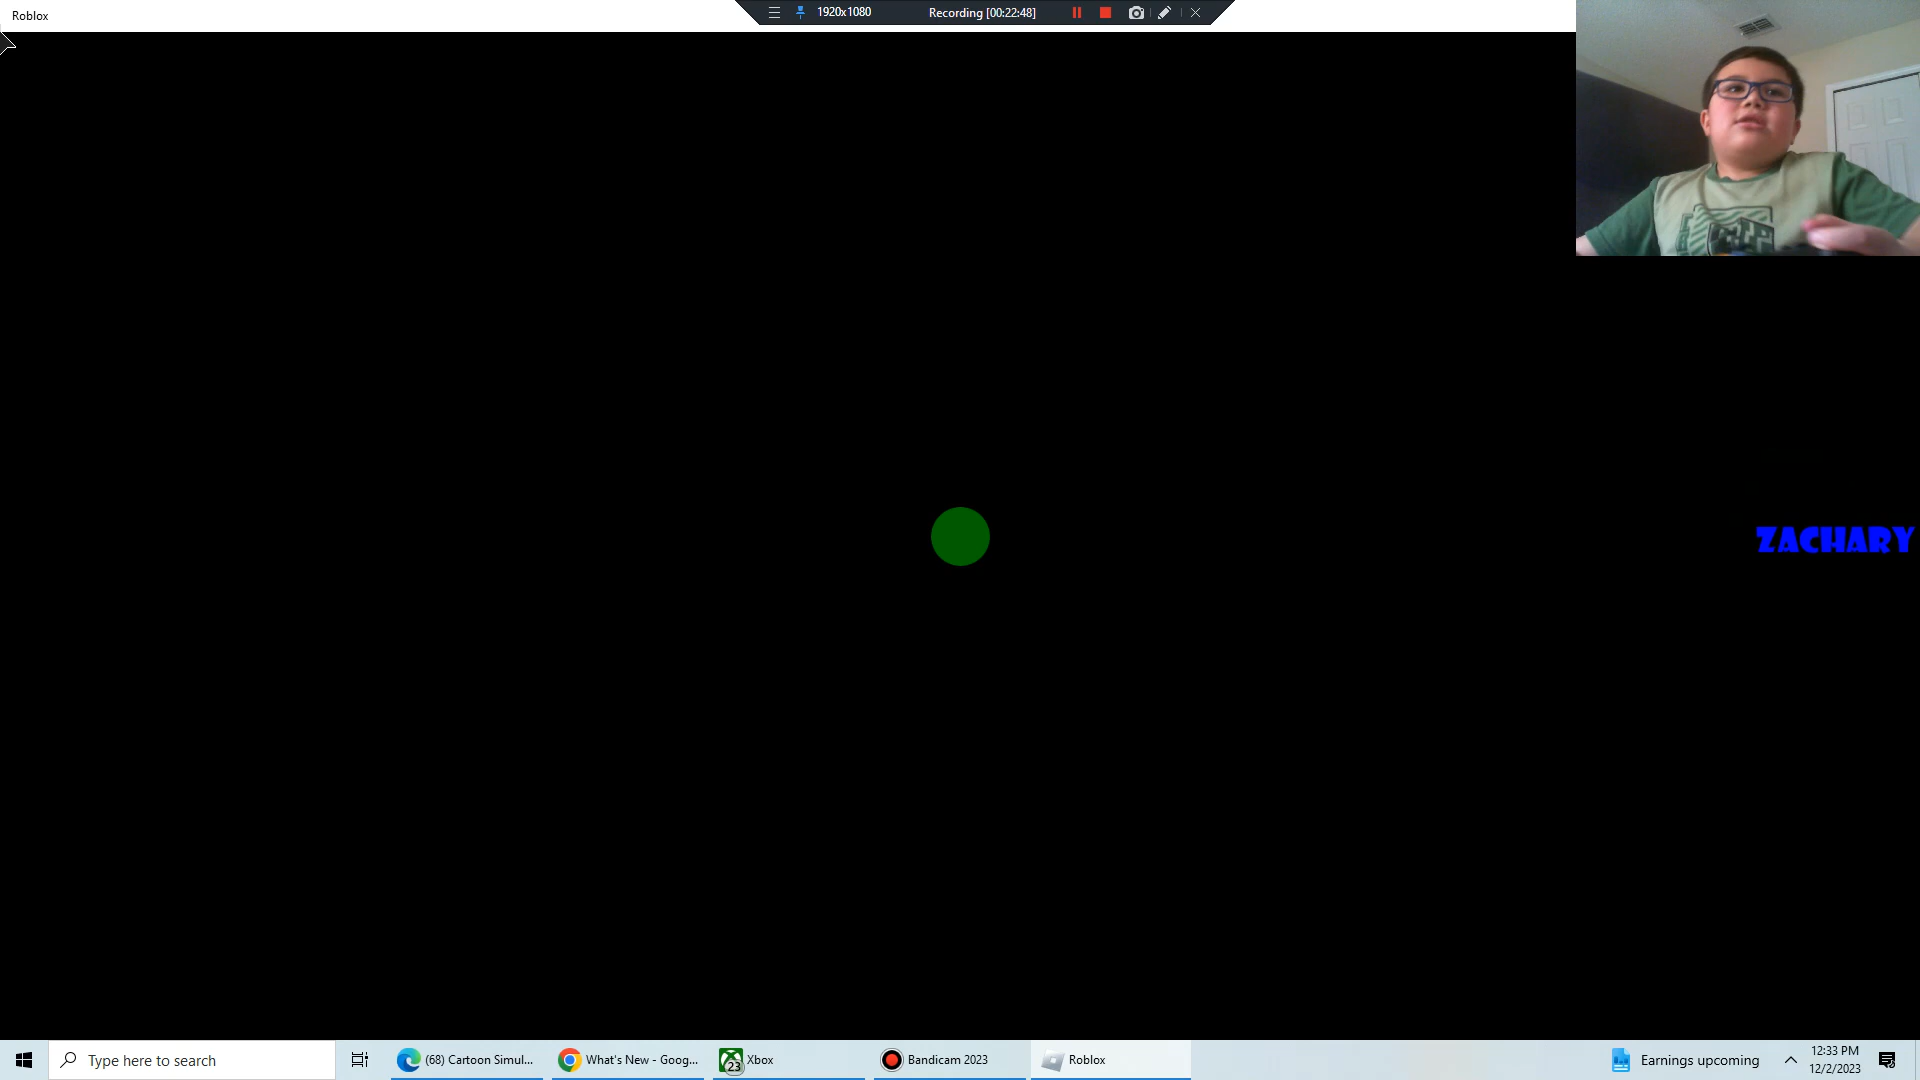 Roblox
1920x1080
Recording [00:22:48]
ZACHARY
Type here to search
(68) Cartoon Simul...
What's New - Goog...
23
Xbox
Bandicam 2023
Roblox
Earnings upcoming
12:33 PM
12/2/2023